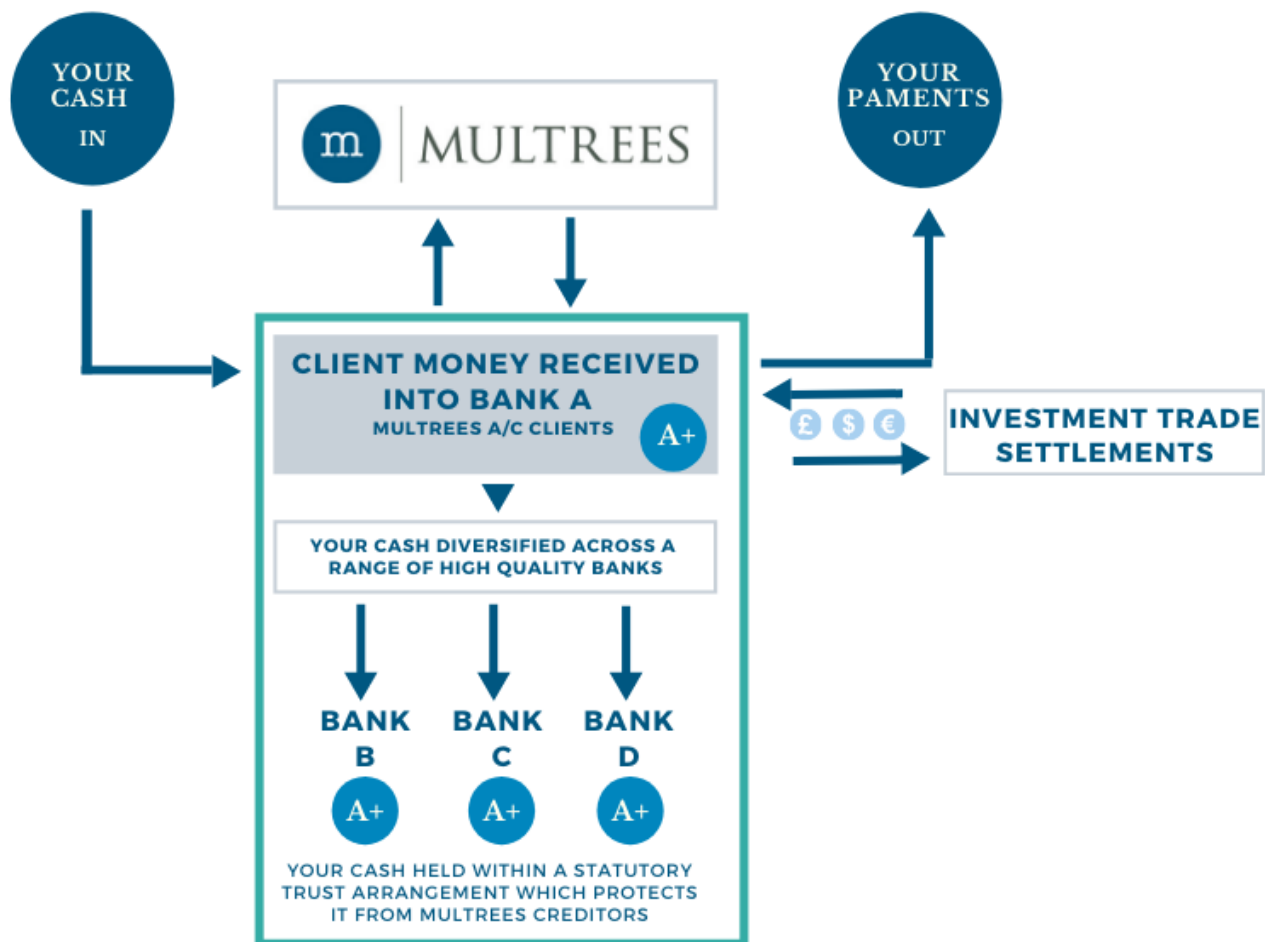 YOUR
CASH
IN
m
MULTREES
YOUR
PAMENTS
OUT
CLIENT MONEY RECEIVED
INTO BANK A
MULTREES A/C CLIENTS
A+
£ $ €
INVESTMENT TRADE
SETTLEMENTS
YOUR CASH DIVERSIFIED ACROSS A
RANGE OF HIGH QUALITY BANKS
BANK
B
A+
BANK
C
A+
BANK
D
A+
YOUR CASH HELD WITHIN A STATUTORY
TRUST ARRANGEMENT WHICH PROTECTS
IT FROM MULTREES CREDITORS